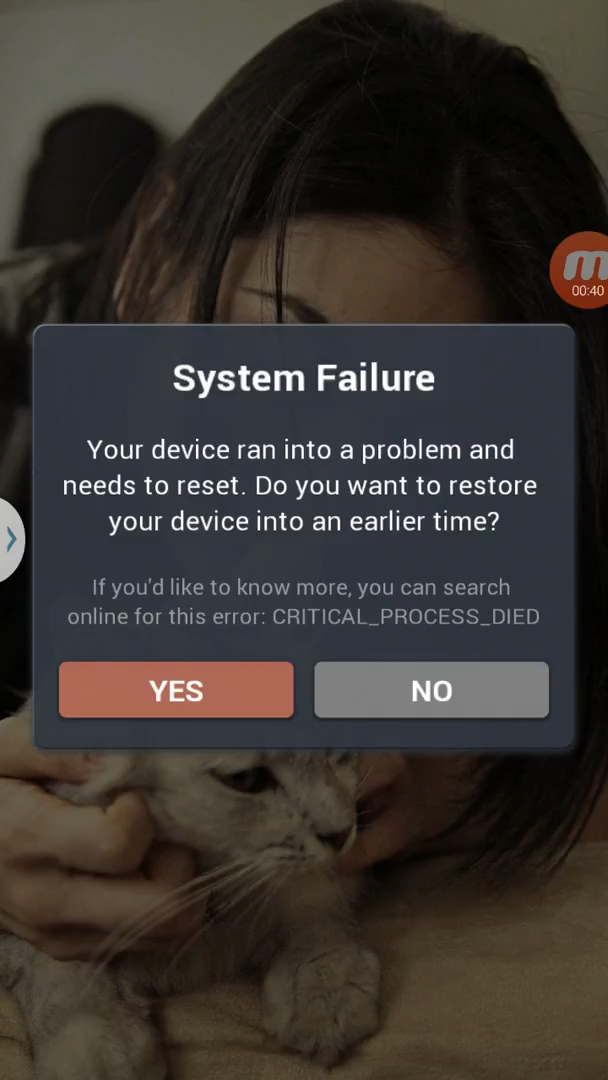 m
00:40
System Failure
Your device ran into a problem and
needs to reset. Do you want to restore
your device into an earlier time?
If you'd like to know more, you can search
online for this error: CRITICAL_PROCESS_DIED
YES
NO